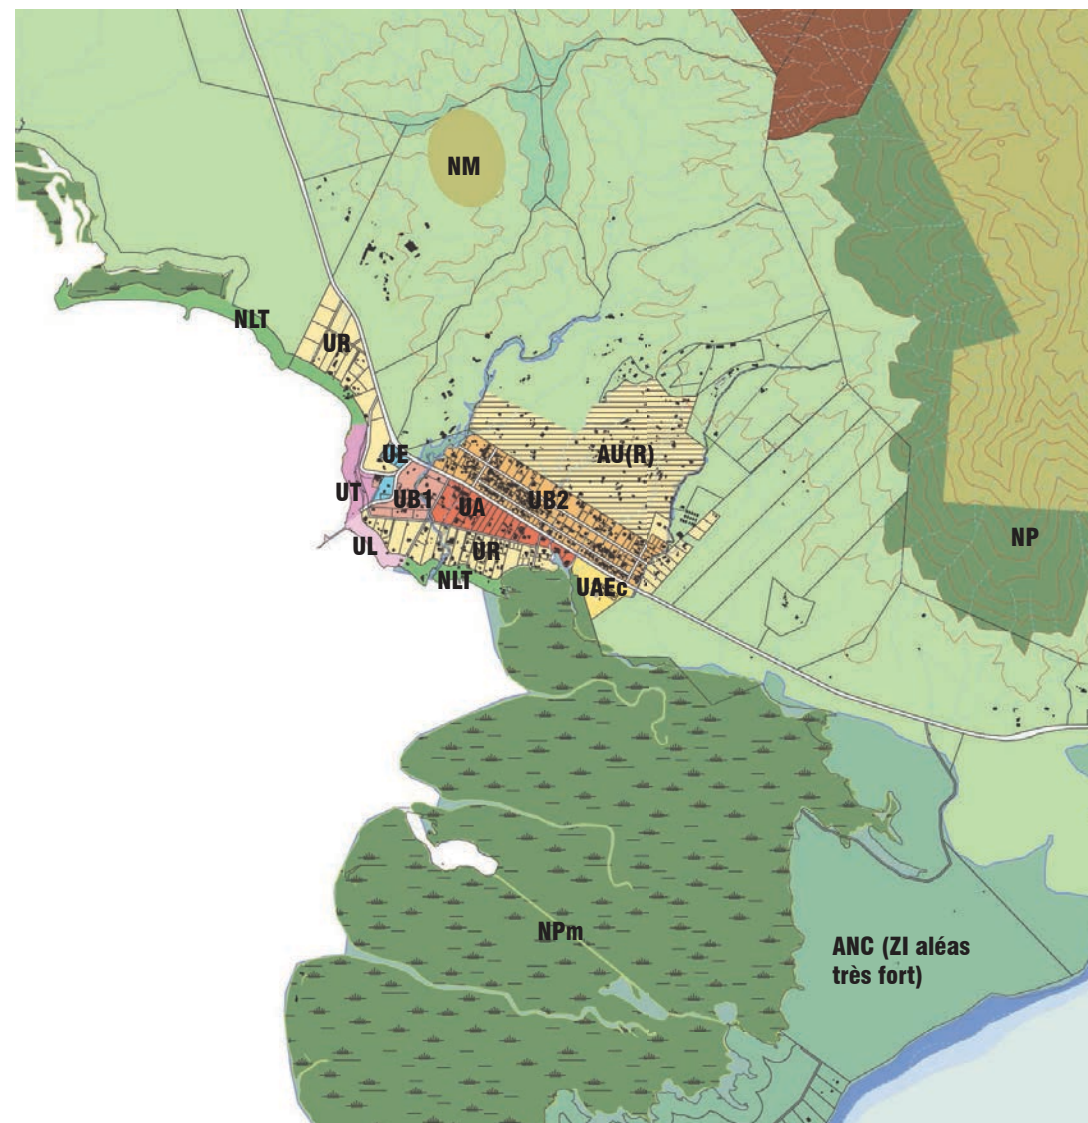 NM
NLT
UR
UE
AU(R)
UT
UB1
UA
UB2
UL
UR
NP
NLT
UAEc
NPm
ANC (ZI aléas
très fort)